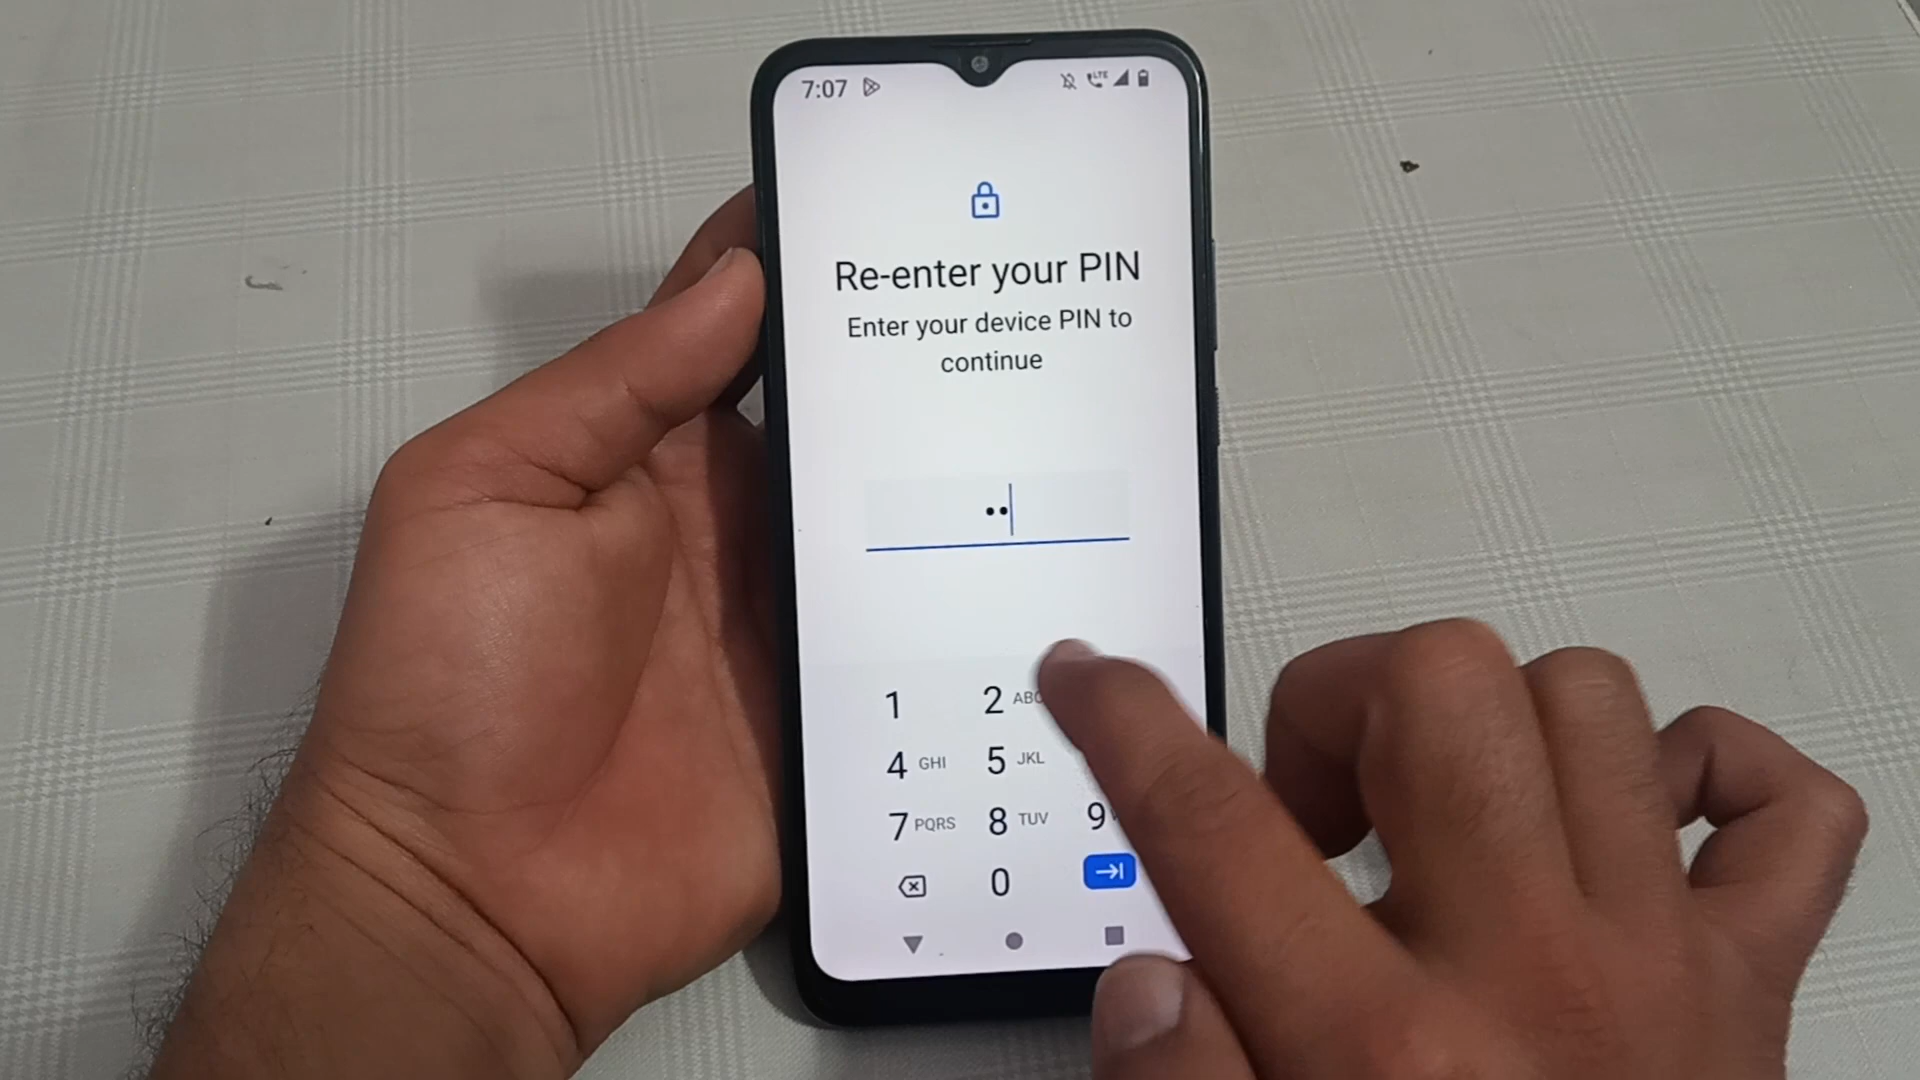 7:07 LTE
Re-enter your PIN
Enter your device PIN to
continue
1 2 ABC
4 GHI 5 JKL
7 PQRS 8 TUV 9
0